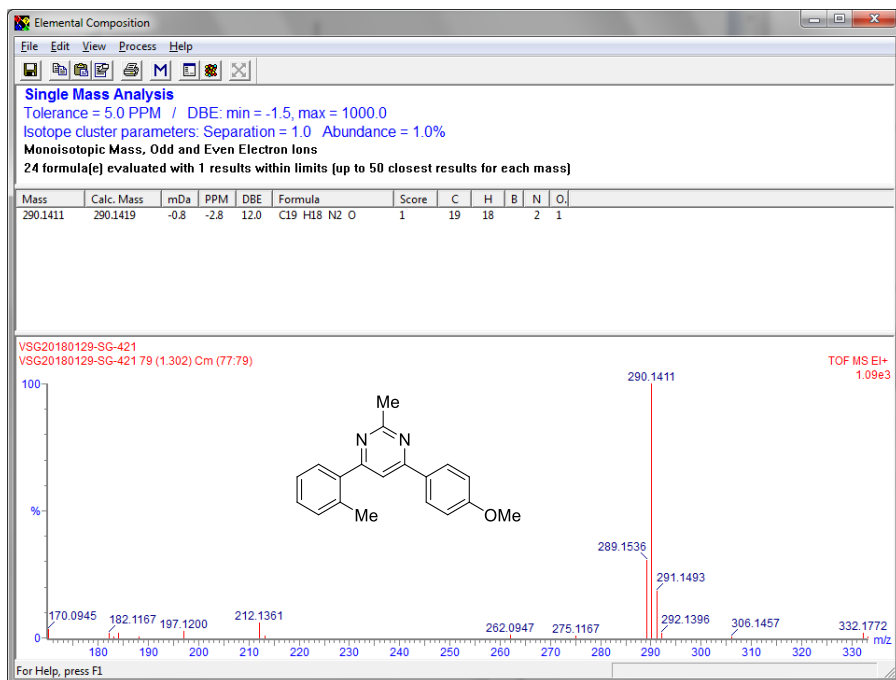 Elemental Composition
File Edit View Process Help
M
Single Mass Analysis
Tolerance = 5.0 PPM / DBE: min = -1.5, max = 1000.0
Isotope cluster parameters: Separation = 1.0 Abundance = 1.0%
Monoisotopic Mass, Odd and Even Electron Ions
24 formula(e) evaluated with 1 results within limits (up to 50 closest results for each mass)
Mass Calc. Mass mDa PPM DBE Formula Score C H B N O.
290.1411 290.1419 -0.8 -2.8 12.0 C19 H18 N2 O 1 19 18 2 1
VSG20180129-SG-421
VSG20180129-SG-421 79 (1.302) Cm (77:79) TOF MS EI+
1.09e3
290.1411
100
Me
N N
%
Me
OMe
289.1536
291.1493
170.0945 182.1167 197.1200 212.1361 262.0947 275.1167 292.1396 306.1457 332.1772
0
m/z
180 190 200 210 220 230 240 250 260 270 280 290 300 310 320 330
For Help, press F1